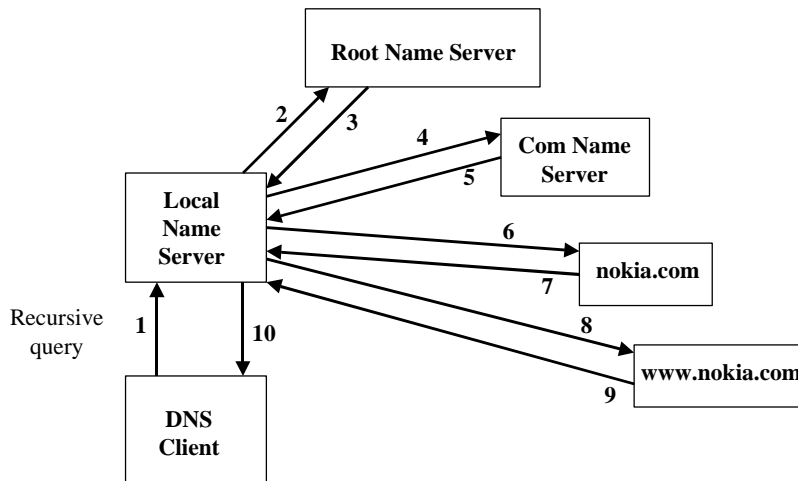 Root Name Server
2
3
4
Com Name
Server
5
Local
Name
Server
6
nokia.com
7
Recursive
query
1
10
8
www.nokia.com
9
DNS
Client